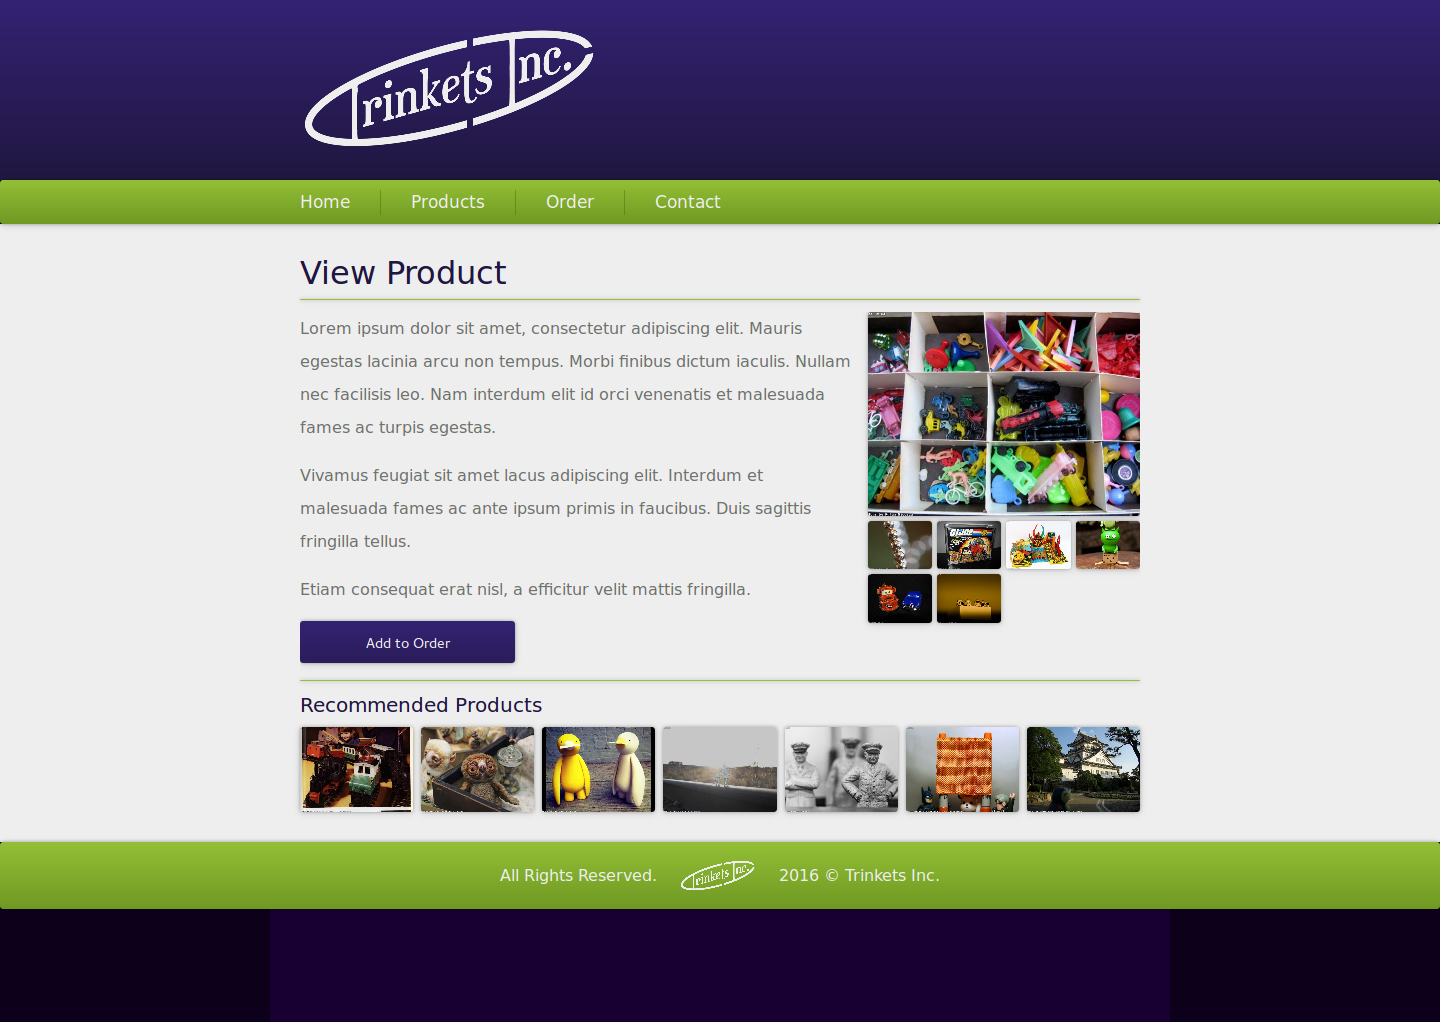 Trinkets Inc.
Home
Products
Order
Contact
View Product
Lorem ipsum dolor sit amet, consectetur adipiscing elit. Mauris
egestas lacinia arcu non tempus. Morbi finibus dictum iaculis. Nullam
nec facilisis leo. Nam interdum elit id orci venenatis et malesuada
fames ac turpis egestas.
Vivamus feugiat sit amet lacus adipiscing elit. Interdum et
malesuada fames ac ante ipsum primis in faucibus. Duis sagittis
fringilla tellus.
Etiam consequat erat nisl, a efficitur velit mattis fringilla.
Add to Order
Recommended Products
All Rights Reserved.
Trinkets Inc.
2016 © Trinkets Inc.